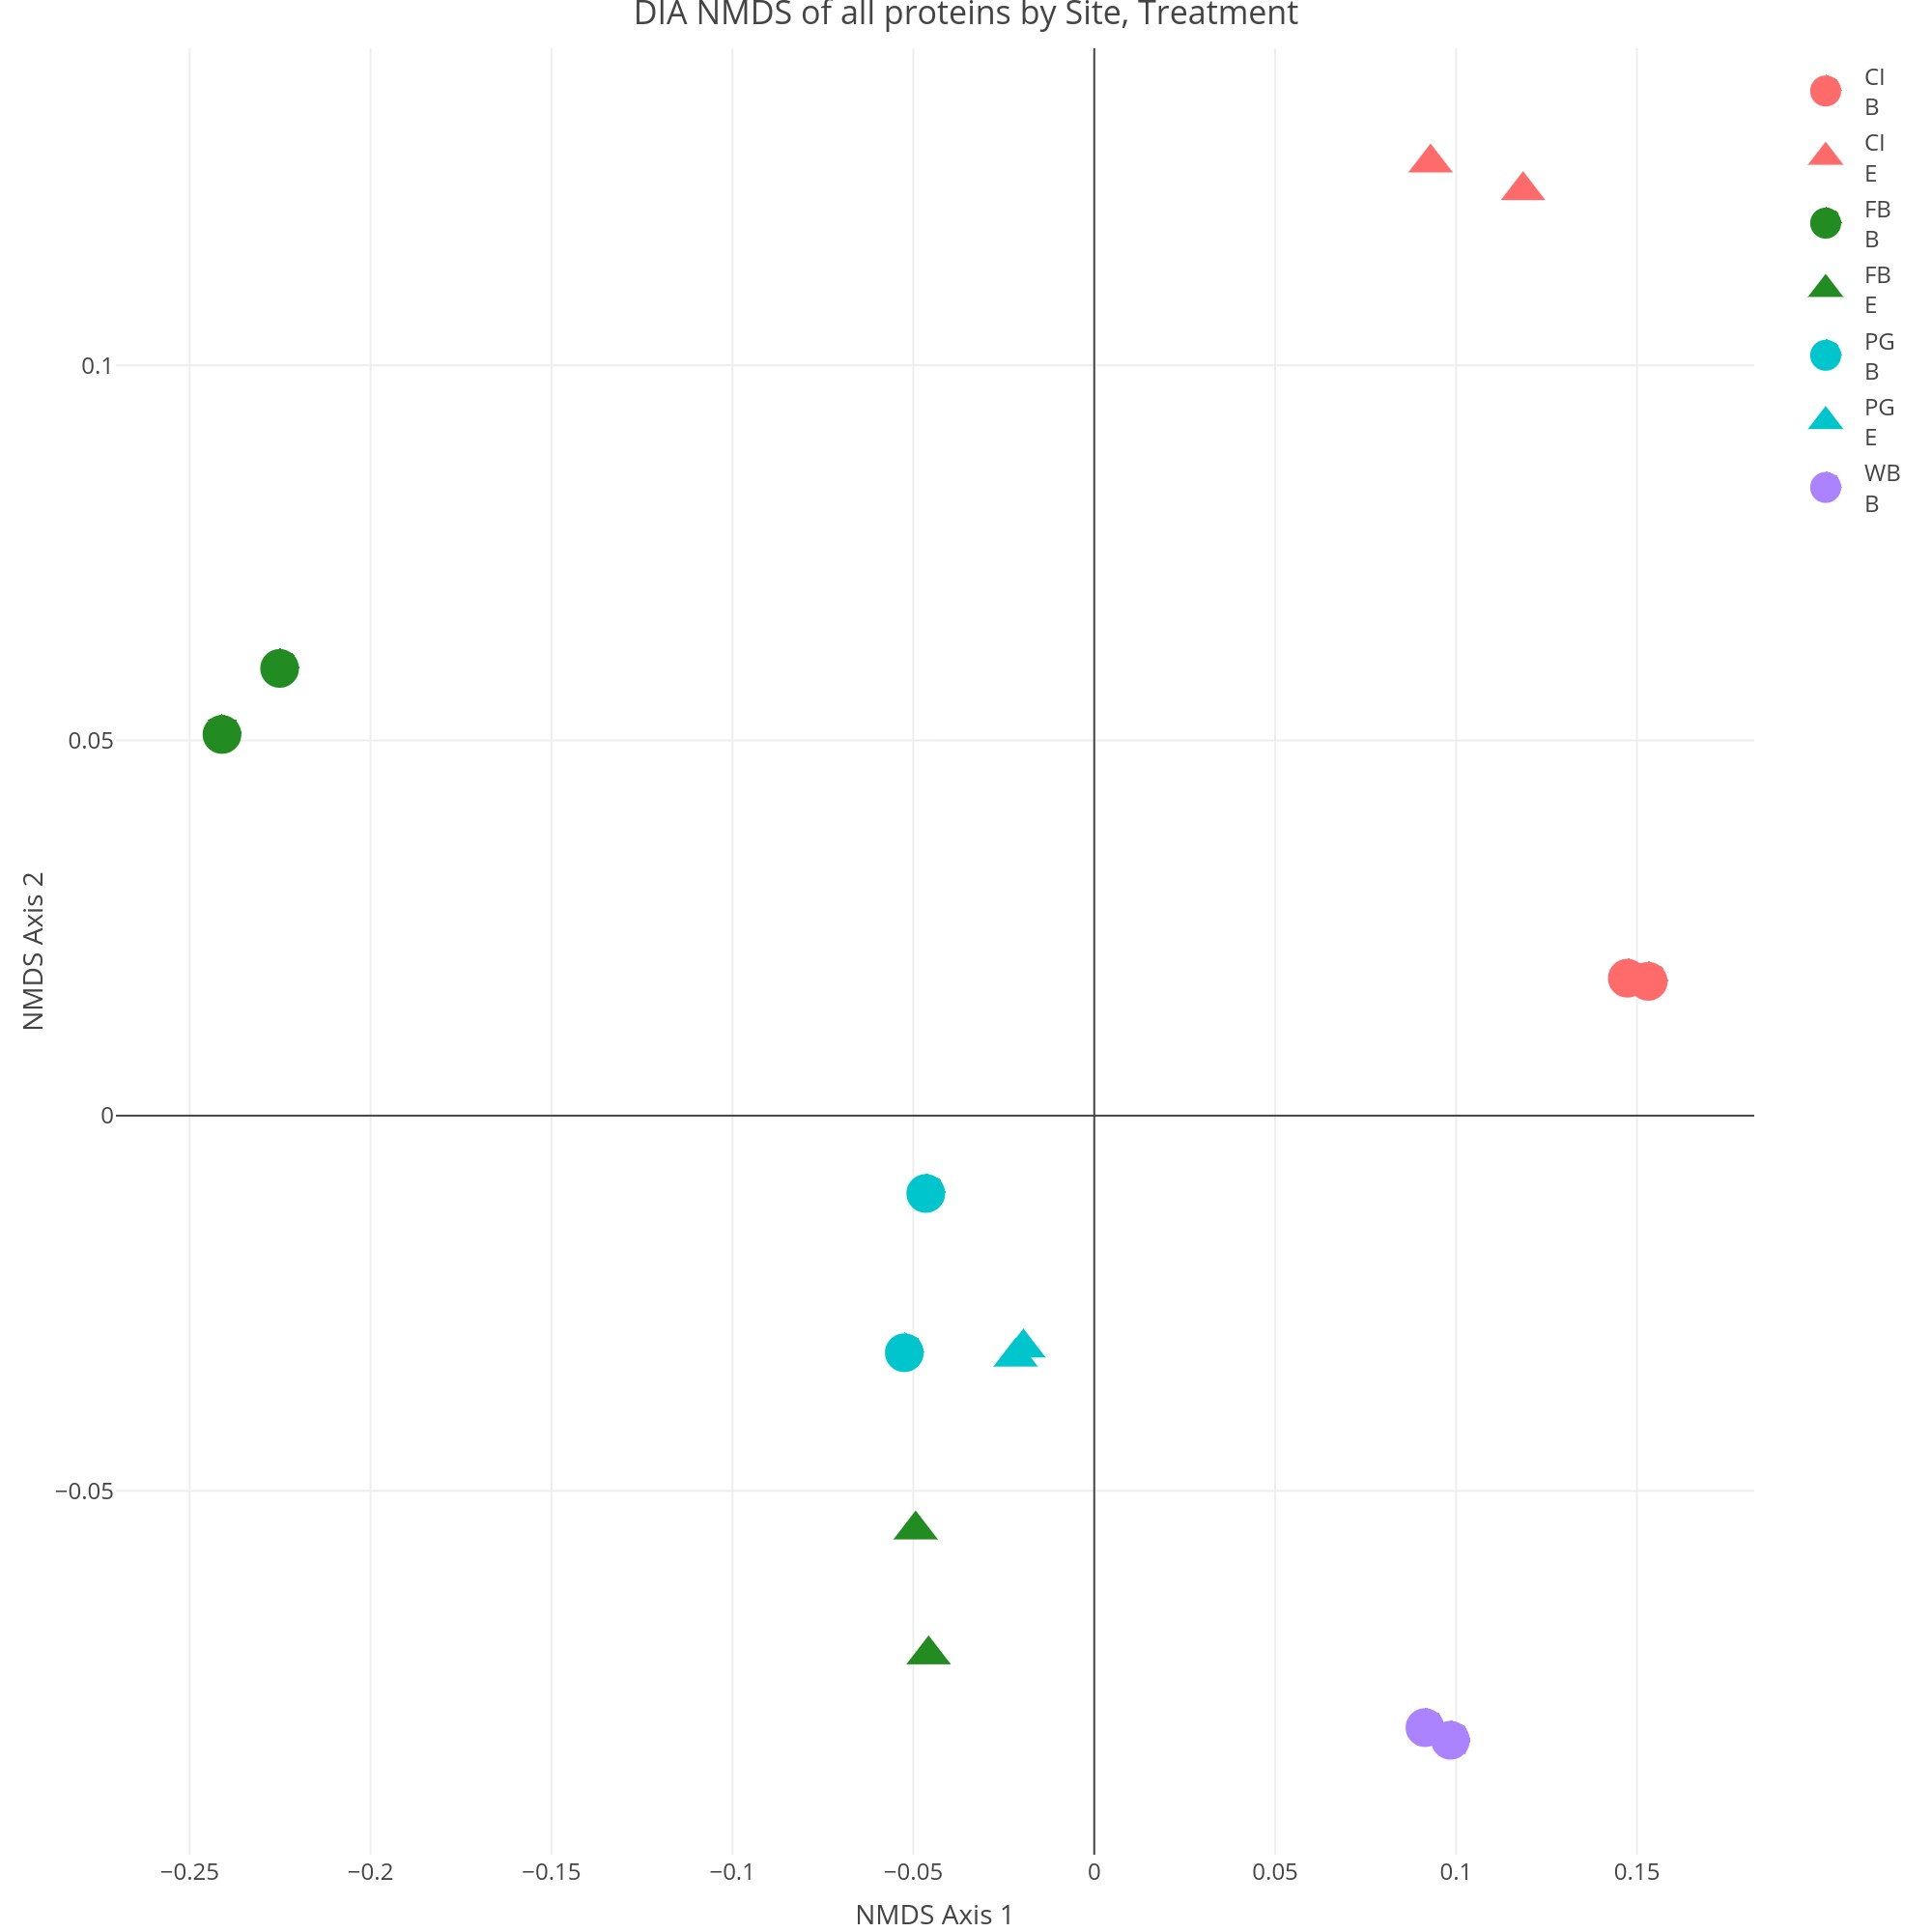 DIA NMDS of all proteins by Site, Treatment
CI
B
CI
E
FB
B
FB
E
PG
B
PG
E
WB
B
0.1
0.05
0
−0.05
NMDS Axis 2
−0.25
−0.2
−0.15
−0.1
−0.05
0
0.05
0.1
0.15
NMDS Axis 1